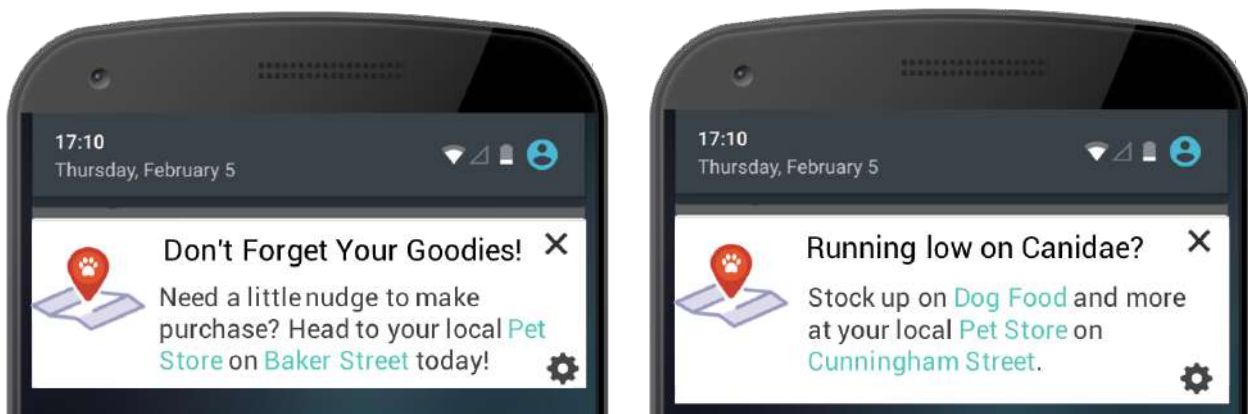 17:10
Thursday, February 5
Don't Forget Your Goodies!
Need a little nudge to make
purchase? Head to your local Pet
Store on Baker Street today!
17:10
Thursday, February 5
Running low on Canidae?
Stock up on Dog Food and more
at your local Pet Store on
Cunningham Street.